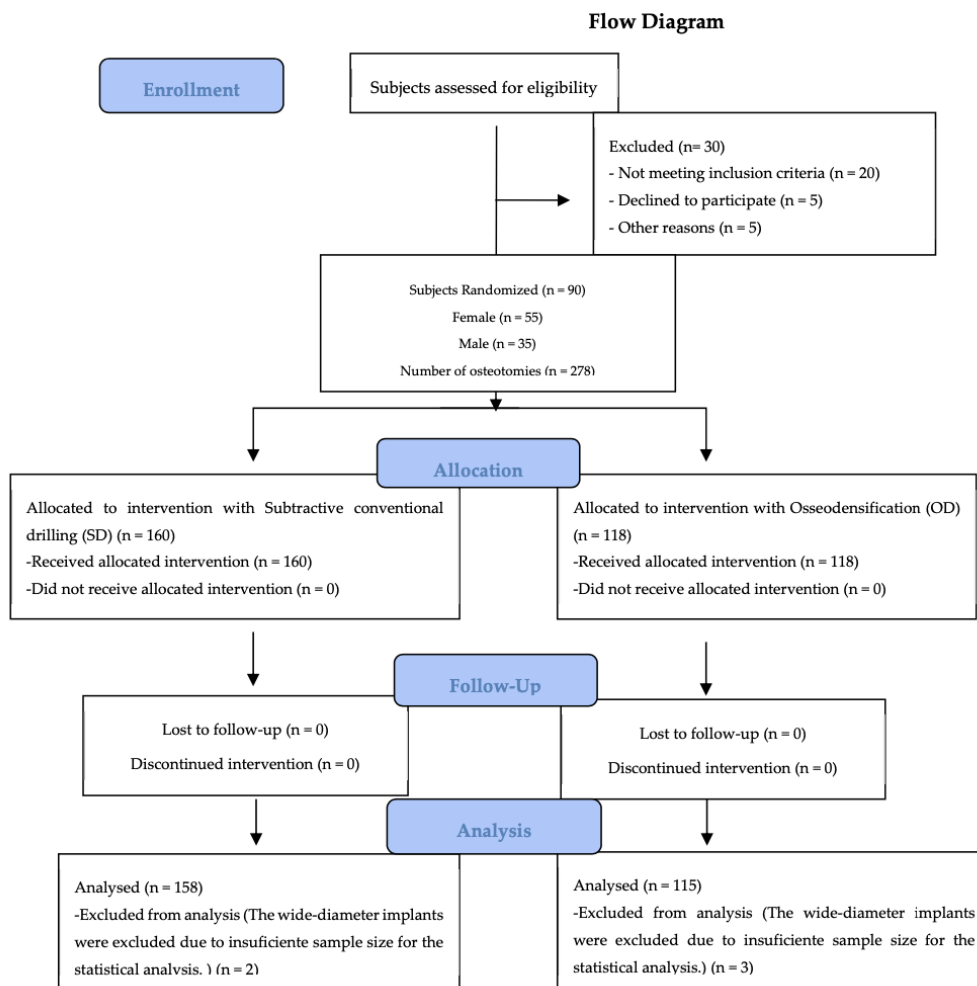 Flow Diagram
Enrollment
Subjects assessed for eligibility
Excluded (n= 30)
- Not meeting inclusion criteria (n = 20)
- Declined to participate (n = 5)
- Other reasons (n = 5)
Subjects Randomized (n = 90)
Female (n = 55)
Male (n = 35)
Number of osteotomies (n = 278)
Allocation
Allocated to intervention with Subtractive conventional
drilling (SD) (n = 160)
-Received allocated intervention (n = 160)
-Did not receive allocated intervention (n = 0)
Allocated to intervention with Osseodensification (OD)
(n = 118)
-Received allocated intervention (n = 118)
-Did not receive allocated intervention (n = 0)
Follow-Up
Lost to follow-up (n = 0)
Discontinued intervention (n = 0)
Lost to follow-up (n = 0)
Discontinued intervention (n = 0)
Analysis
Analysed (n = 158)
-Excluded from analysis (The wide-diameter implants
were excluded due to insuficiente sample size for the
statistical analysis. ) (n = 2)
Analysed (n = 115)
-Excluded from analysis (The wide-diameter implants
were excluded due to insuficiente sample size for the
statistical analysis.) (n = 3)